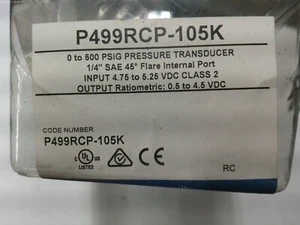 P499RCP-105K
0 to 500 PSIG PRESSURE TRANSDUCER
1/4" SAE 45° Flare Internal Port
INPUT 4.75 to 5.25 VDC CLASS 2
OUTPUT Ratiometric: 0.5 to 4.5 VDC
CODE NUMBER
P499RCP-105K
c UL us CE
LISTED
RC